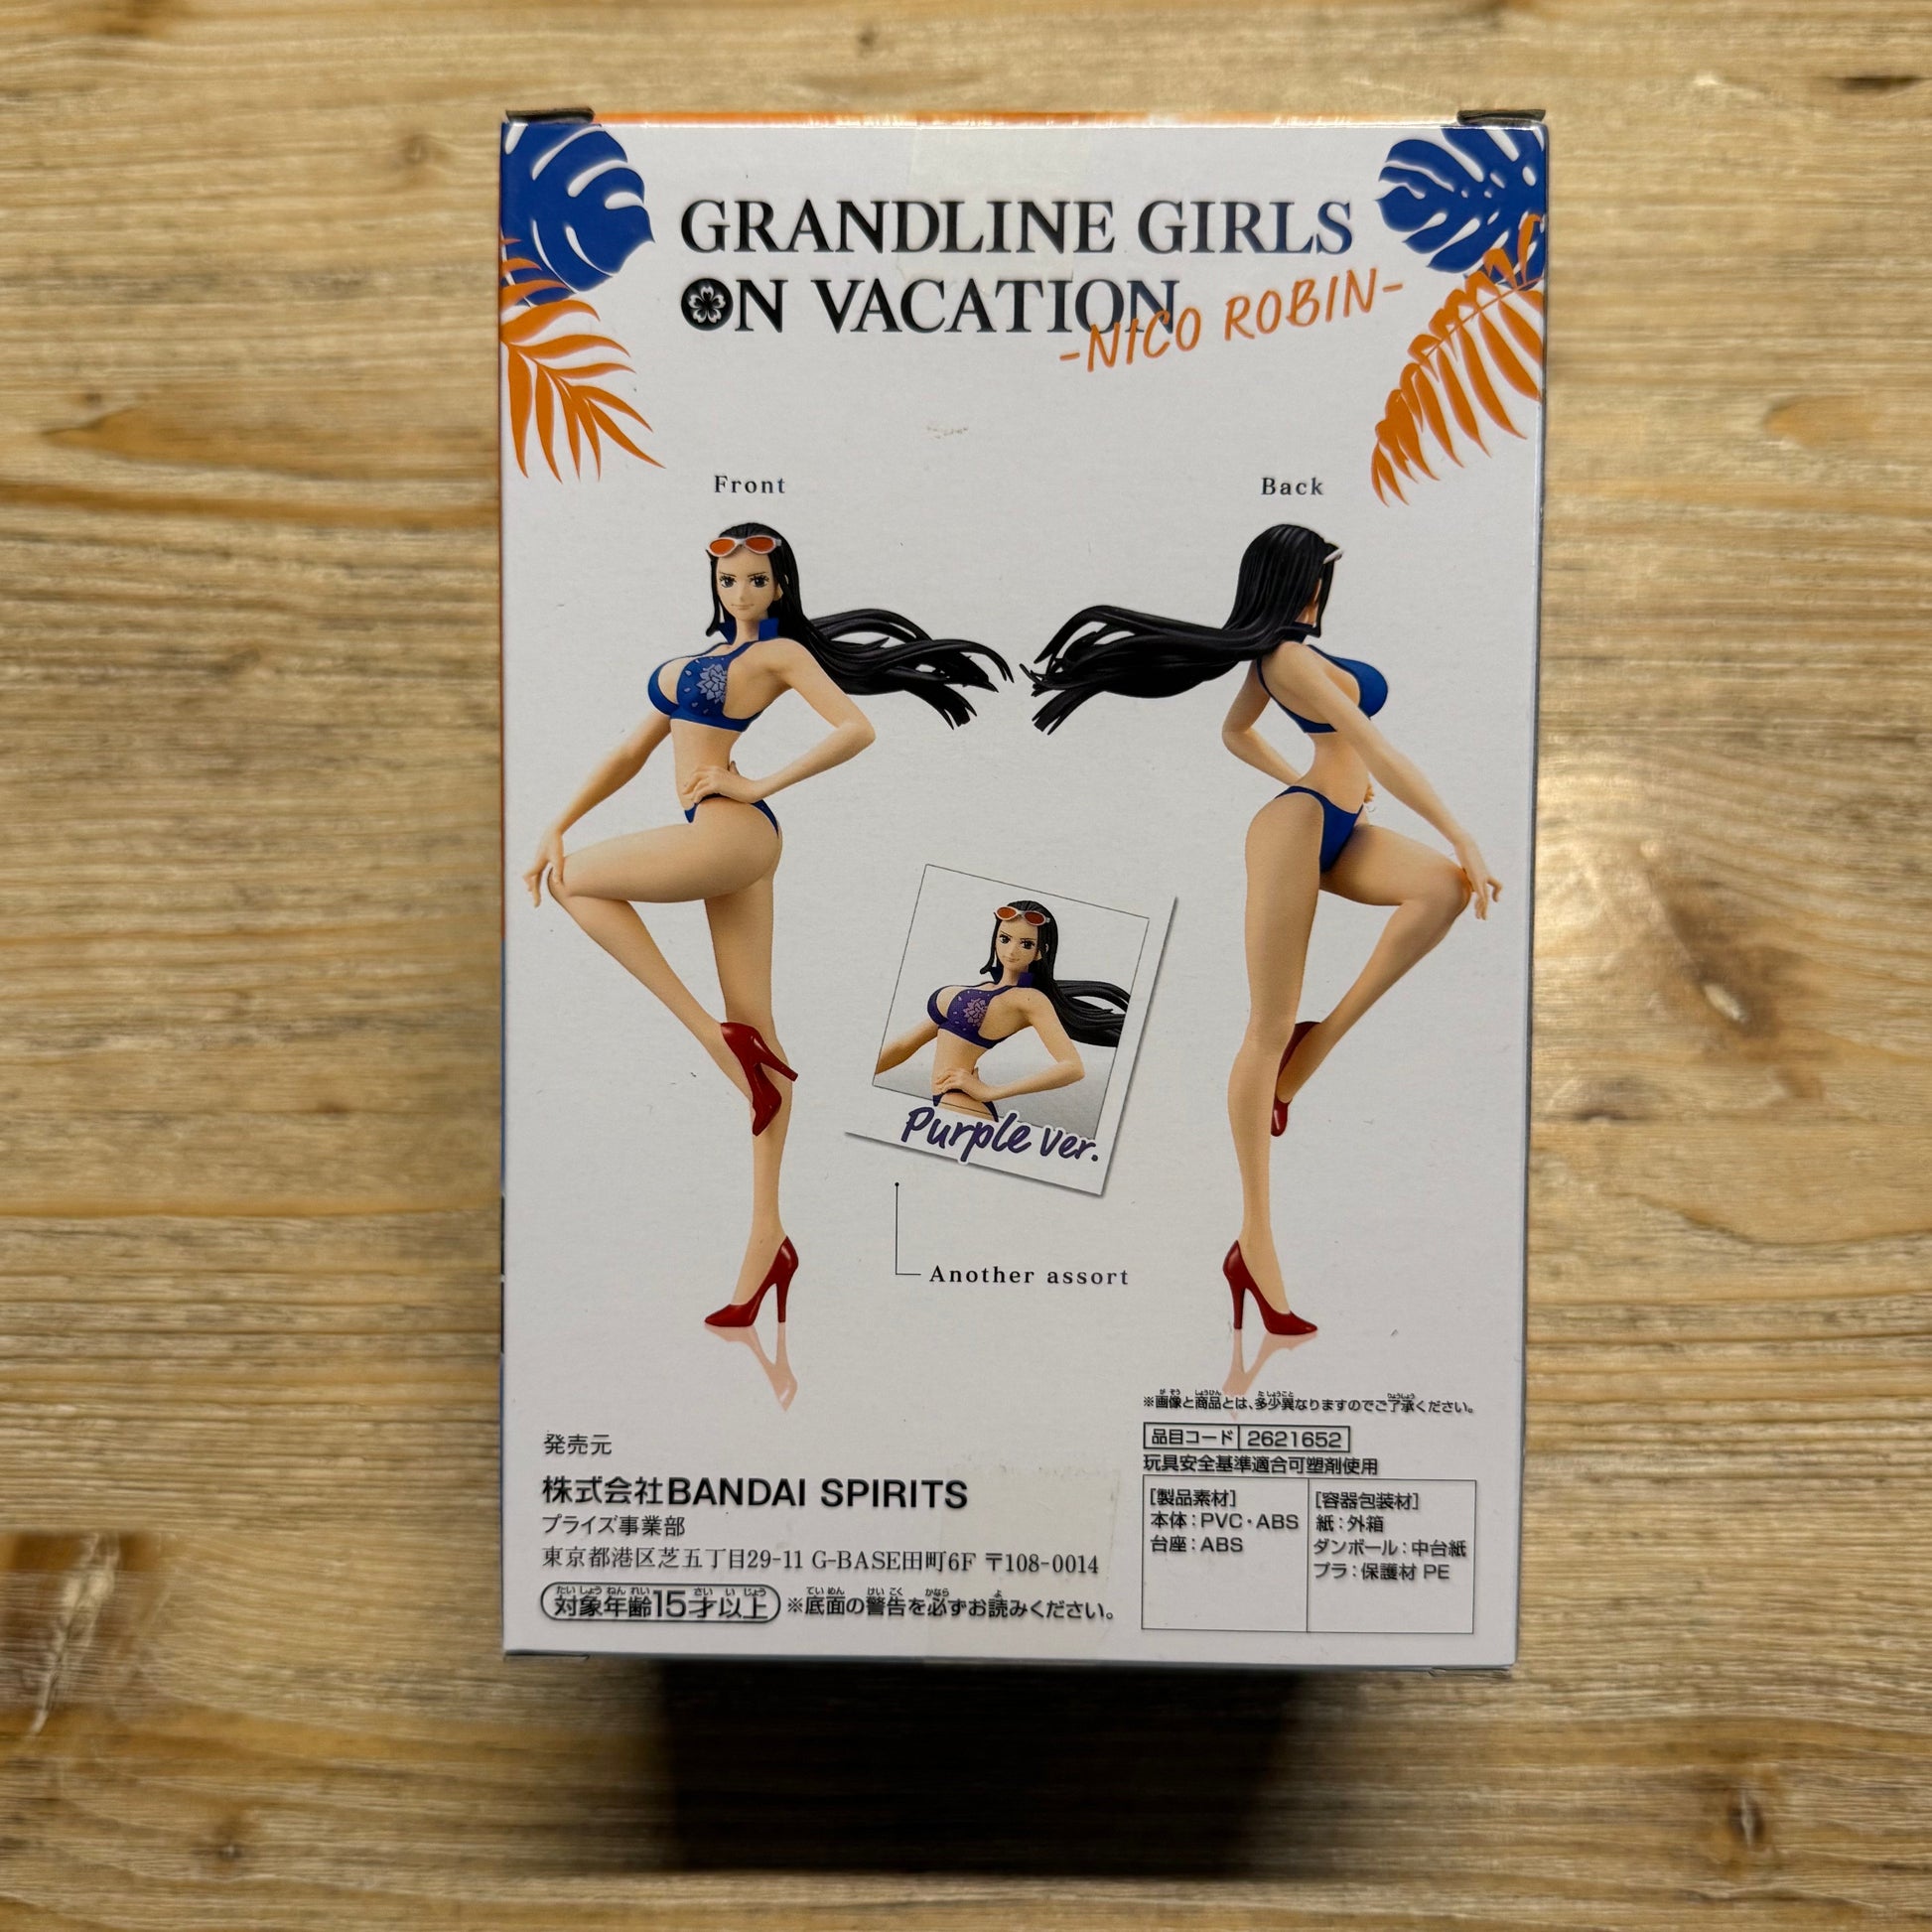 GRANDLINE GIRLS
ON VACATION
-NICO ROBIN-
Front
Back
Purple ver.
Another assort
※画像と商品とは、多少異なりますのでご了承ください。
品目コード 2621652
玩具安全基準適合可塑剤使用
[製品素材]
本体:PVC・ABS
台座:ABS
[容器包装材]
紙:外箱
ダンボール:中台紙
プラ:保護材 PE
発売元
株式会社BANDAI SPIRITS
プライズ事業部
東京都港区芝五丁目29-11 G-BASE田町6F 〒108-0014
対象年齢15才以上 ※底面の警告を必ずお読みください。